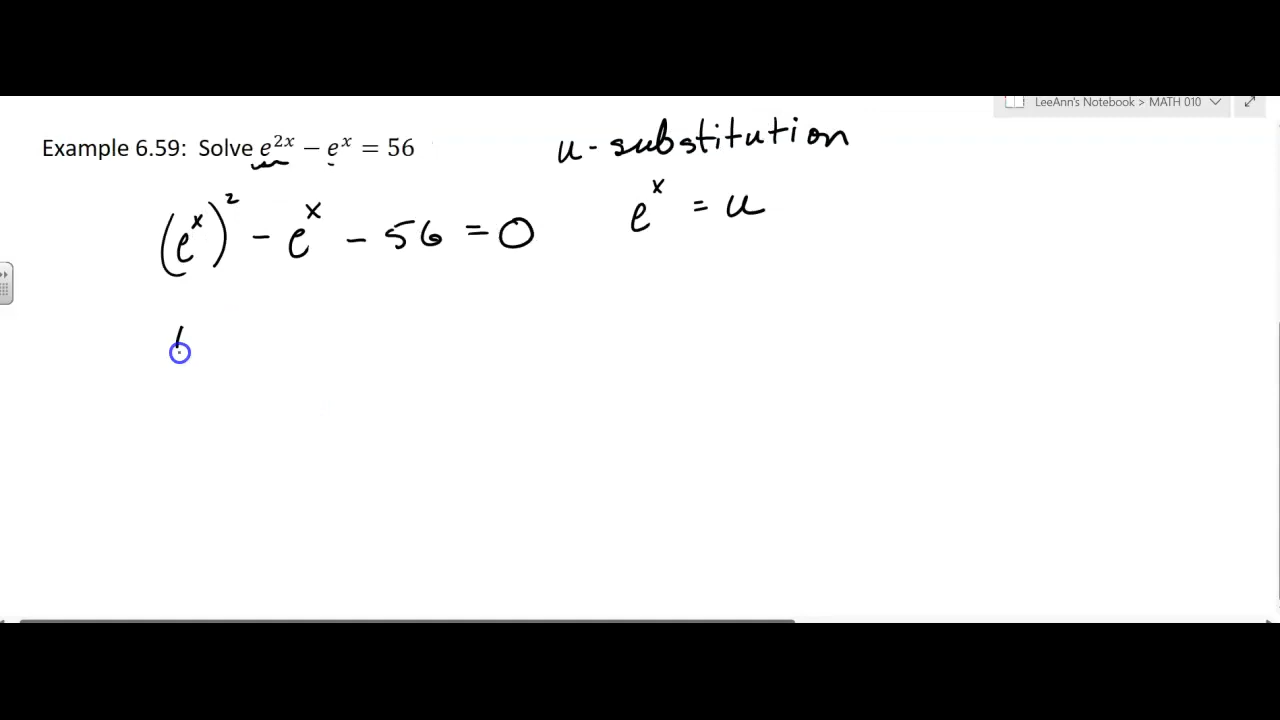 LeeAnn's Notebook > MATH 010
Example 6.59: Solve e^{2x} − e^x = 56
u-substitution
e^x = u
(e^x)^2 - e^x - 56 = 0